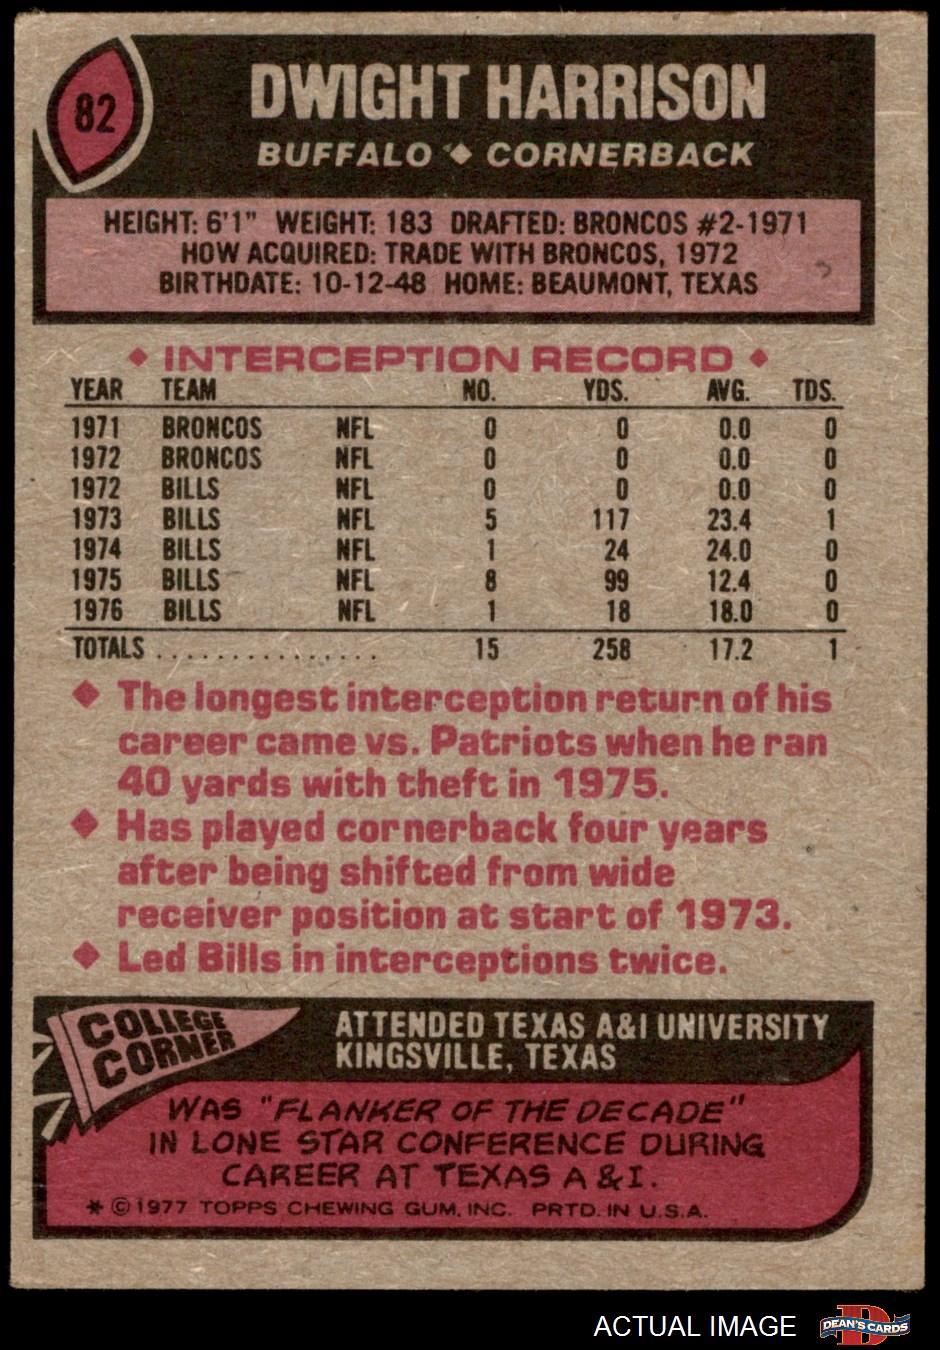 82
DWIGHT HARRISON
BUFFALO ◆ CORNERBACK
HEIGHT: 6'1" WEIGHT: 183 DRAFTED: BRONCOS #2-1971
HOW ACQUIRED: TRADE WITH BRONCOS, 1972
BIRTHDATE: 10-12-48 HOME: BEAUMONT, TEXAS
◆ INTERCEPTION RECORD ◆
YEAR TEAM NO. YDS. AVG. TDS.
1971 BRONCOS NFL 0 0 0.0 0
1972 BRONCOS NFL 0 0 0.0 0
1972 BILLS NFL 0 0 0.0 0
1973 BILLS NFL 5 117 23.4 1
1974 BILLS NFL 1 24 24.0 0
1975 BILLS NFL 8 99 12.4 0
1976 BILLS NFL 1 18 18.0 0
TOTALS ............... 15 258 17.2 1
◆ The longest interception return of his
career came vs. Patriots when he ran
40 yards with theft in 1975.
◆ Has played cornerback four years
after being shifted from wide
receiver position at start of 1973.
◆ Led Bills in interceptions twice.
COLLEGE
CORNER
ATTENDED TEXAS A&I UNIVERSITY
KINGSVILLE, TEXAS
WAS "FLANKER OF THE DECADE"
IN LONE STAR CONFERENCE DURING
CAREER AT TEXAS A & I.
* © 1977 TOPPS CHEWING GUM, INC. PRTD. IN U.S.A.
ACTUAL IMAGE
D
DEAN'S CARDS